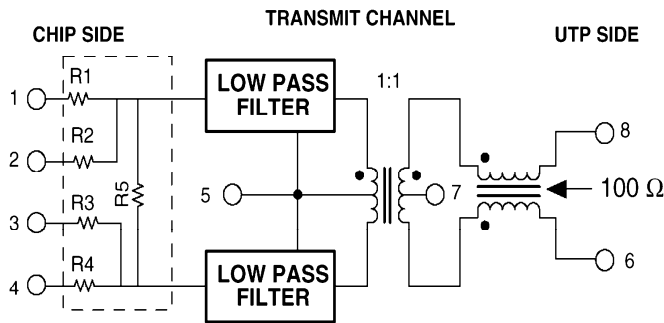 TRANSMIT CHANNEL
CHIP SIDE
UTP SIDE
R1
1
LOW PASS
FILTER
1:1
R2
2
8
R5
5
7
100 Ω
R3
3
R4
4
LOW PASS
FILTER
6